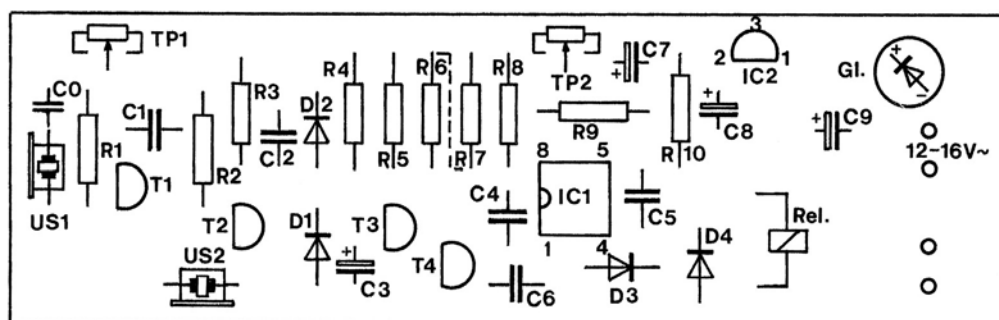 TP1
TP2
C7
3
2
1
IC2
+
Gl.
+
-
C0
C1
R3
R4
D2
R5
R6
R7
R8
R9
+
R10
+
C8
+
C9
12-16V~
R1
US1
T1
R2
C2
8
5
IC1
1
4
C4
C5
T2
D1
T3
T4
D4
Rel.
US2
+
C3
C6
D3